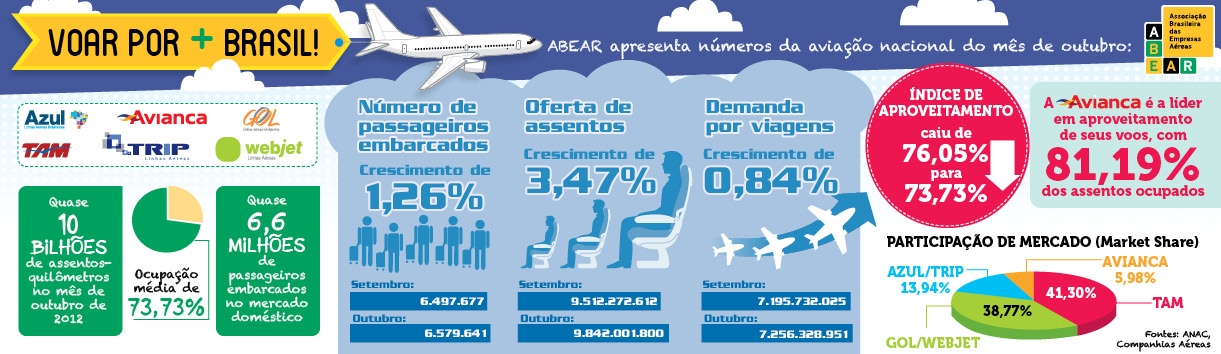 VOAR POR + BRASIL!
ABEAR apresenta números da aviação nacional do mês de outubro:
Associação
Brasileira
das
Empresas
Aéreas
A
B
EAR
Azul
Linhas Aéreas Brasileiras
Avianca
GOL
Linhas aéreas inteligentes
TAM
TRIP
Linhas Aéreas
webjet
Linhas Aéreas
Quase
10
BILHÕES
de assentos-
quilômetros
no mês de
outubro de
2012
Ocupação
média de
73,73%
Quase
6,6
MILHÕES
de
passageiros
embarcados
no mercado
doméstico
Número de
passageiros
embarcados
Crescimento de
1,26%
Setembro:
6.497.677
Outubro:
6.579.641
Oferta de
assentos
Crescimento de
3,47%
Setembro:
9.512.272.612
Outubro:
9.842.001.800
Demanda
por viagens
Crescimento de
0,84%
Setembro:
7.195.732.025
Outubro:
7.256.328.951
ÍNDICE DE
APROVEITAMENTO
caiu de
76,05%
para
73,73%
A Avianca é a líder
em aproveitamento
de seus voos, com
81,19%
dos assentos ocupados
PARTICIPAÇÃO DE MERCADO (Market Share)
AZUL/TRIP
13,94%
AVIANCA
5,98%
41,30%
TAM
38,77%
GOL/WEBJET
Fontes: ANAC,
Companhias Aéreas